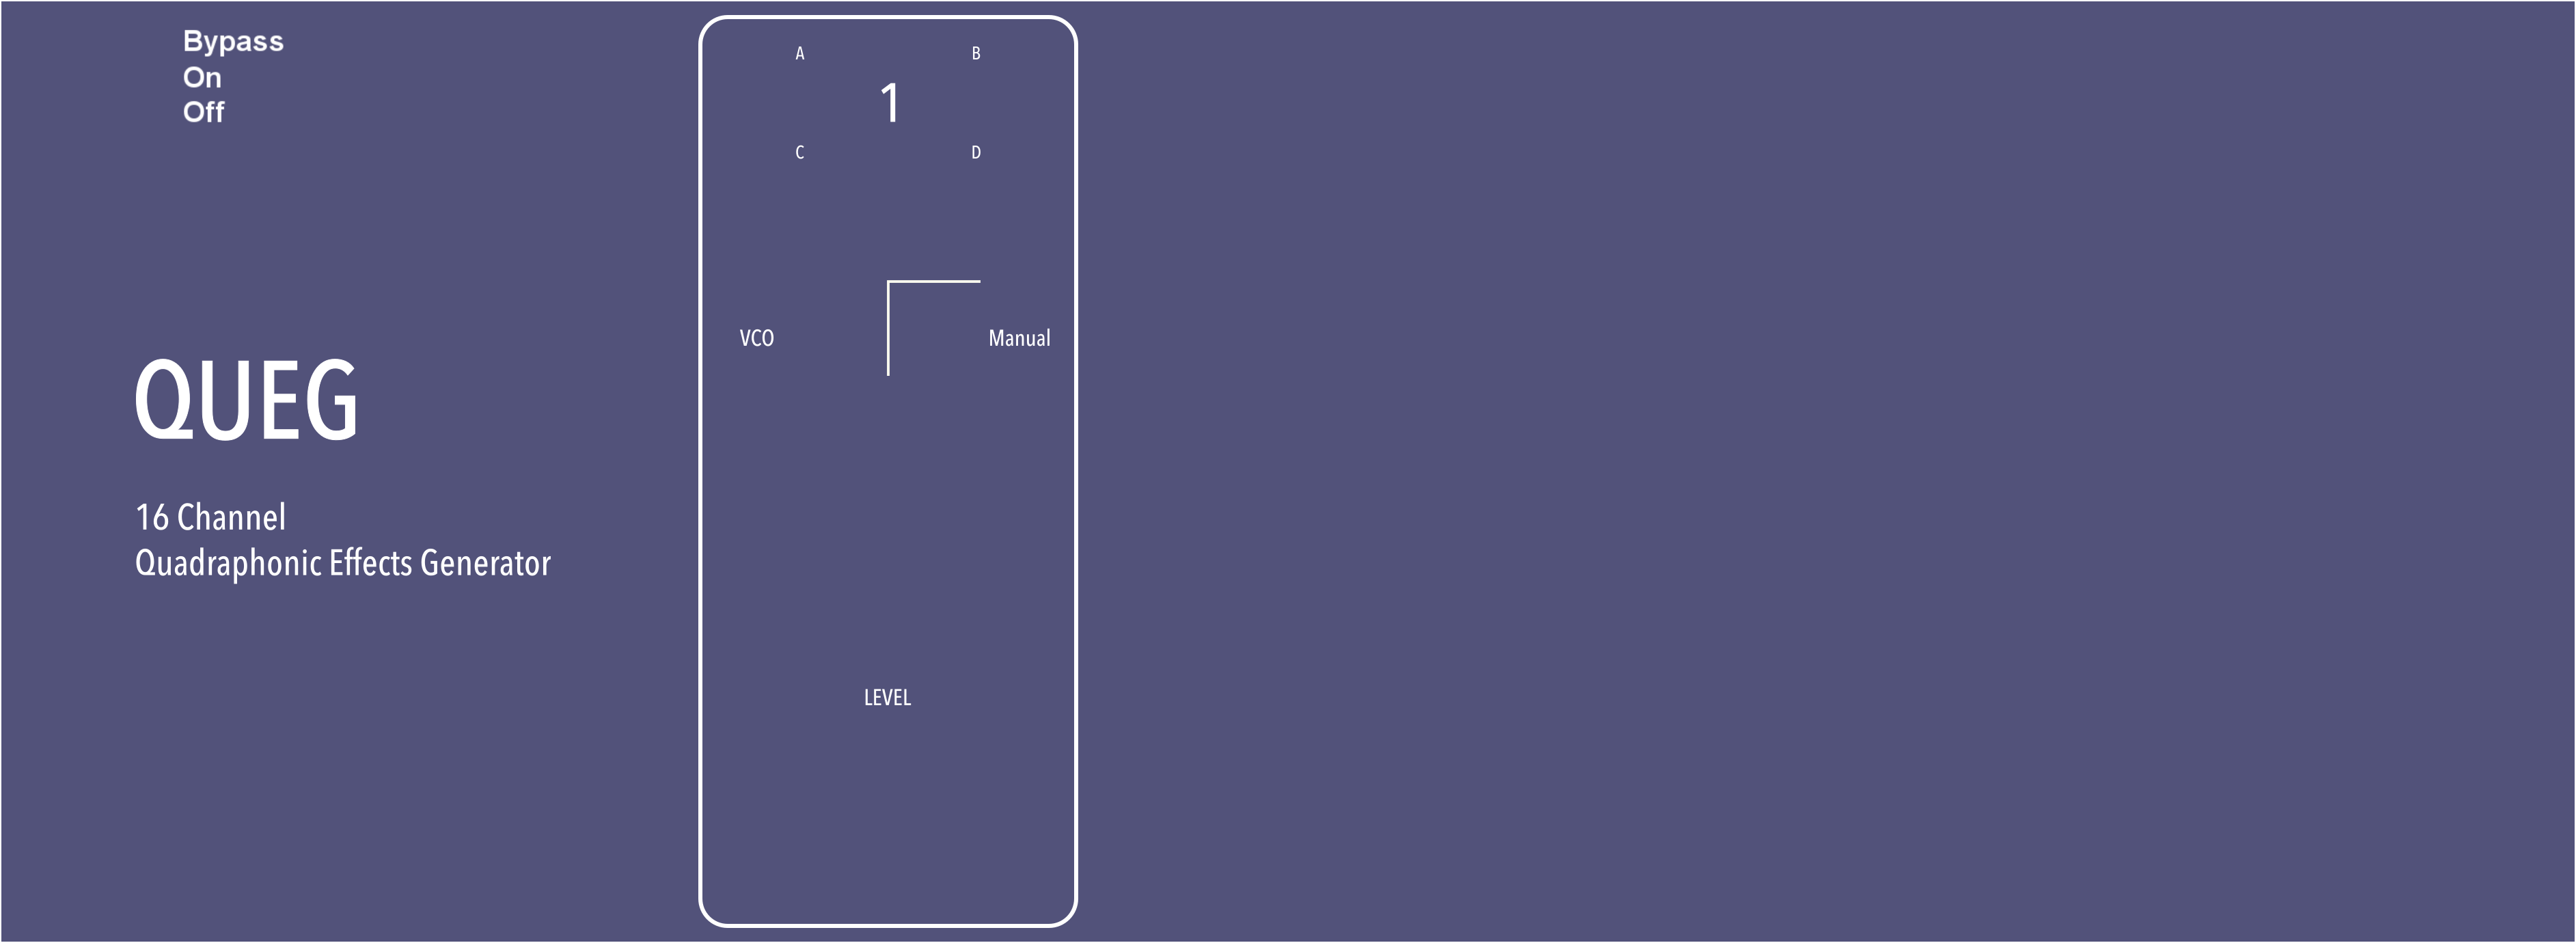 Bypass
On
Off
QUEG
16 Channel
Quadraphonic Effects Generator
A B
1
C D
VCO Manual
LEVEL